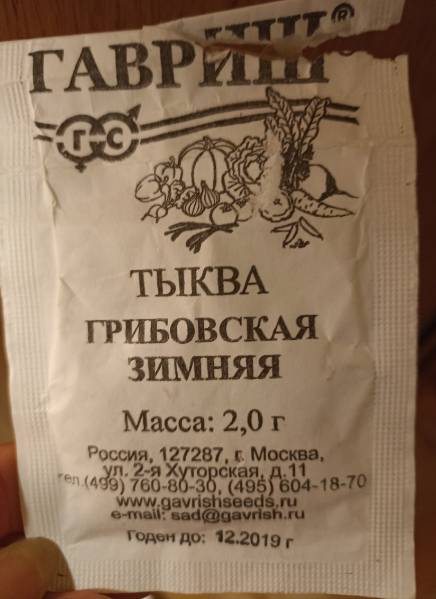 ГАВРИШ®
ГС
ТЫКВА
ГРИБОВСКАЯ
ЗИМНЯЯ
Масса: 2,0 г
Россия, 127287, г. Москва,
ул. 2-я Хуторская, д.11
тел.(499) 760-80-30, (495) 604-18-70
www.gavrishseeds.ru
e-mail: sad@gavrish.ru
Годен до: 12.2019 г